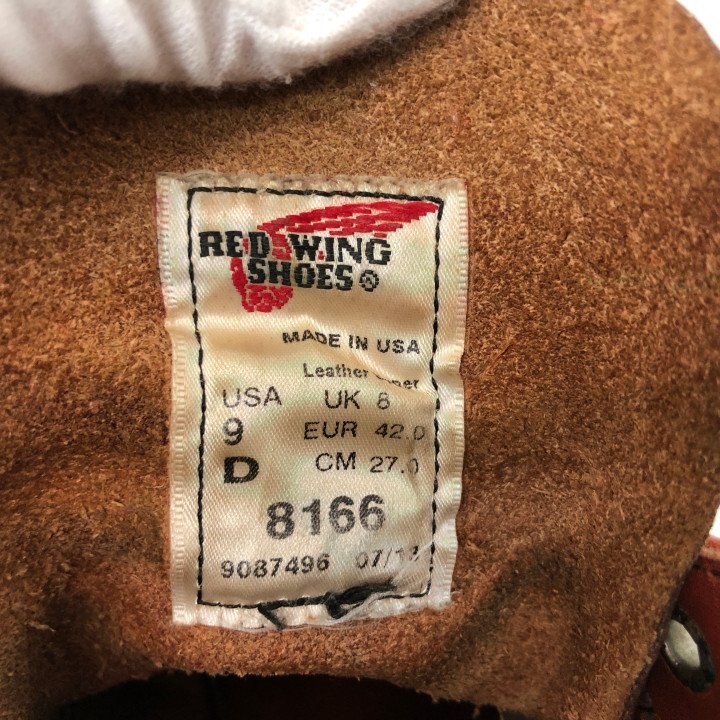 RED WING
SHOES ®
MADE IN USA
Leather
USA UK 8
9 EUR 42.0
D CM 27.0
8166
9087496